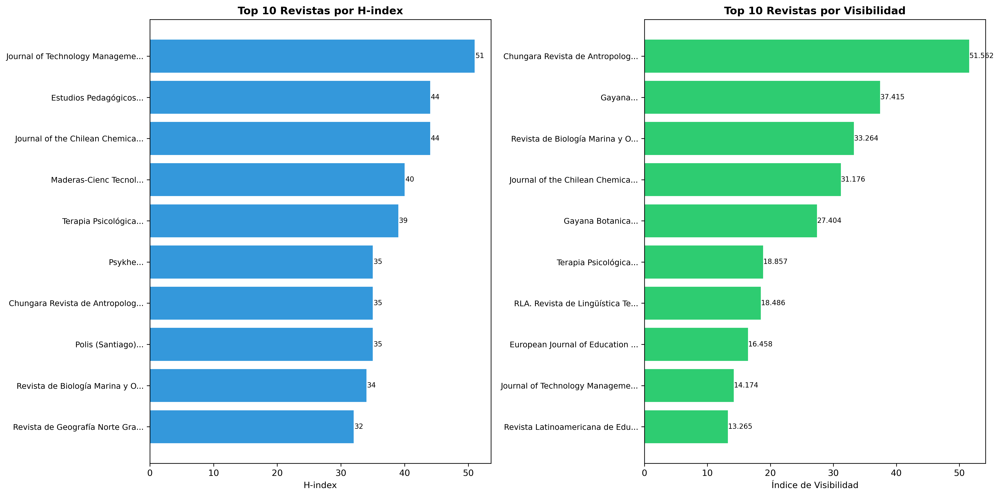 Top 10 Revistas por H-index
Journal of Technology Manageme... 51
Estudios Pedagógicos... 44
Journal of the Chilean Chemica... 44
Maderas-Cienc Tecnol... 40
Terapia Psicológica... 39
Psykhe... 35
Chungara Revista de Antropolog... 35
Polis (Santiago)... 35
Revista de Biología Marina y O... 34
Revista de Geografía Norte Gra... 32
0 10 20 30 40 50
H-index
Top 10 Revistas por Visibilidad
Chungara Revista de Antropolog... 51.562
Gayana... 37.415
Revista de Biología Marina y O... 33.264
Journal of the Chilean Chemica... 31.176
Gayana Botanica... 27.404
Terapia Psicológica... 18.857
RLA. Revista de Lingüística Te... 18.486
European Journal of Education ... 16.458
Journal of Technology Manageme... 14.174
Revista Latinoamericana de Edu... 13.265
0 10 20 30 40 50
Índice de Visibilidad